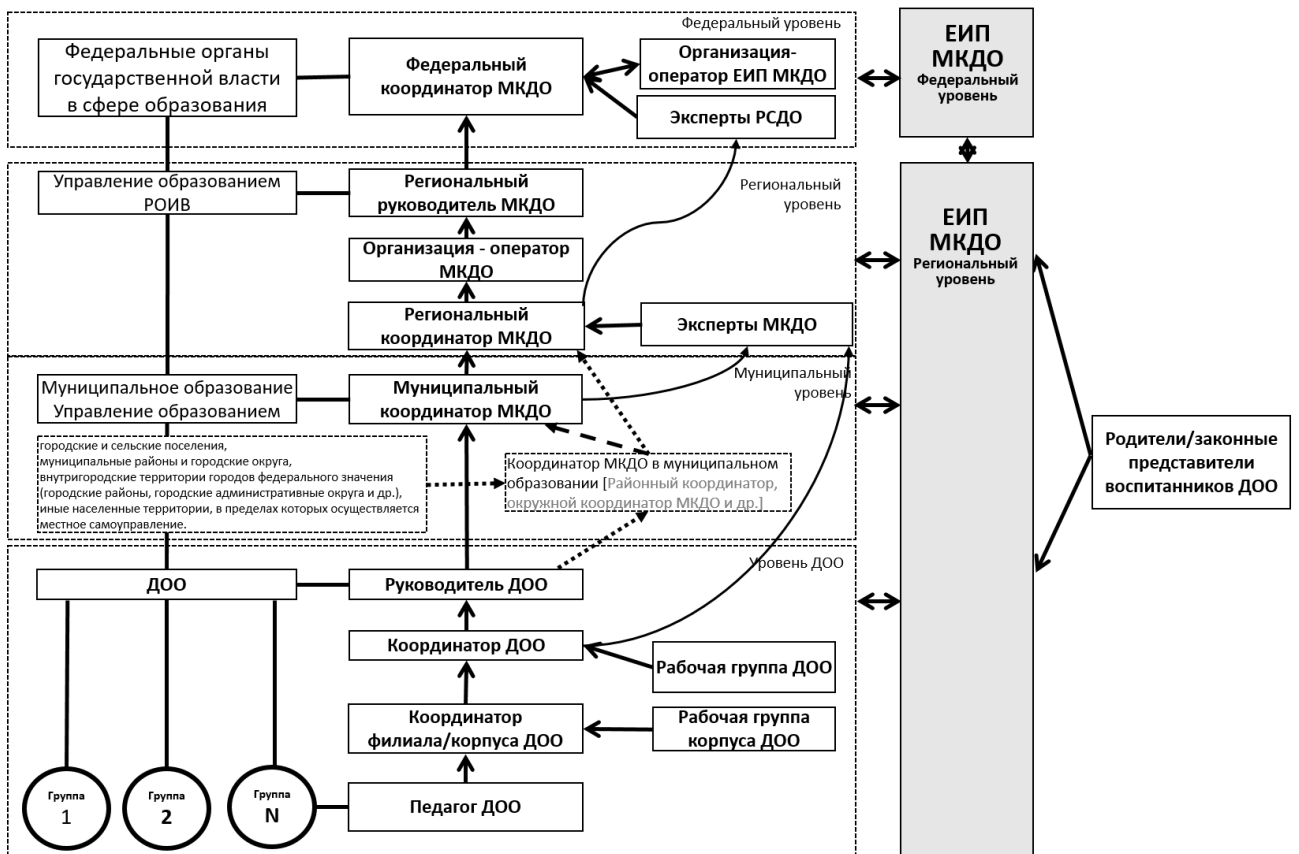 Федеральный уровень
Федеральные органы
государственной власти
в сфере образования
Федеральный
координатор МКДО
Организация-
оператор ЕИП МКДО
Эксперты РСДО
ЕИП
МКДО
Федеральный
уровень
Управление образованием
РОИВ
Региональный
руководитель МКДО
Региональный
уровень
Организация - оператор
МКДО
Региональный
координатор МКДО
Эксперты МКДО
ЕИП
МКДО
Региональный
уровень
Муниципальное образование
Управление образованием
Муниципальный
координатор МКДО
Муниципальный
уровень
городские и сельские поселения,
муниципальные районы и городские округа,
внутригородские территории городов федерального значения
(городские районы, городские административные округа и др.),
иные населенные территории, в пределах которых осуществляется
местное самоуправление.
Координатор МКДО в муниципальном
образовании [Районный координатор,
окружной координатор МКДО и др.]
Родители/законные
представители
воспитанников ДОО
Уровень ДОО
ДОО
Руководитель ДОО
Координатор ДОО
Рабочая группа ДОО
Координатор
филиала/корпуса ДОО
Рабочая группа
корпуса ДОО
Группа
1
Группа
2
Группа
N
Педагог ДОО